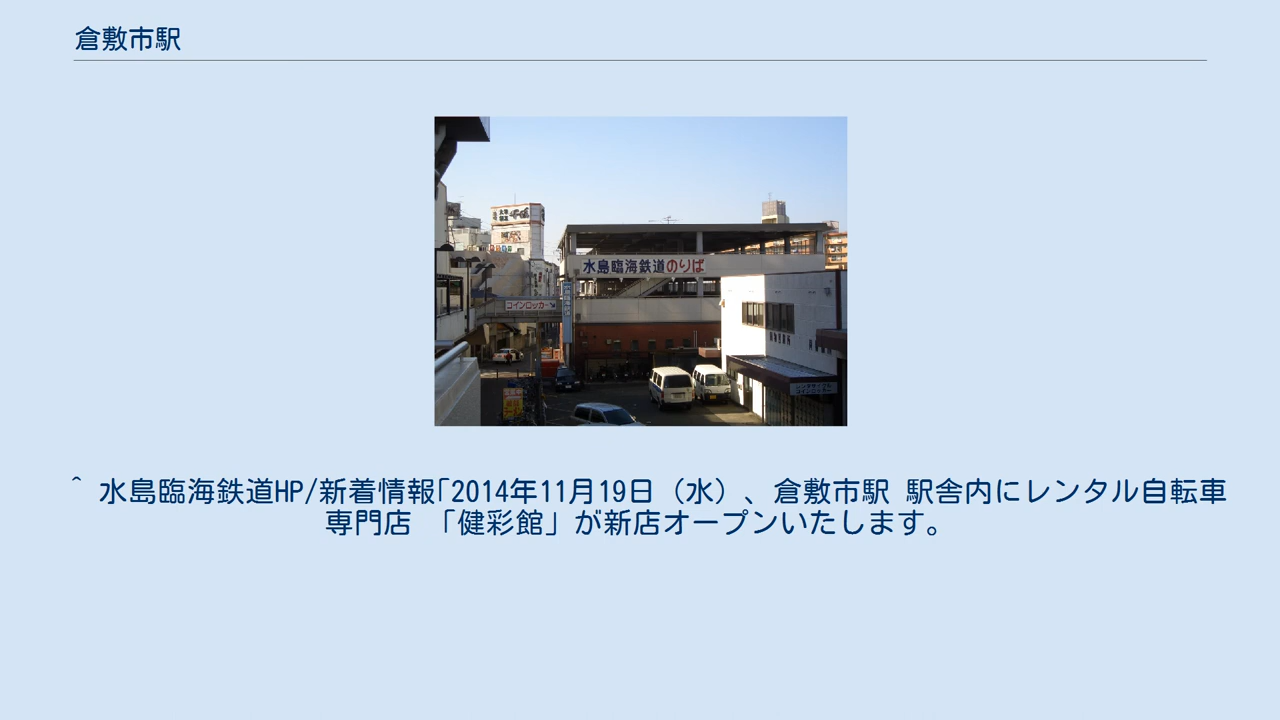 倉敷市駅
水島臨海鉄道のりば
コインロッカー
^ 水島臨海鉄道HP/新着情報「2014年11月19日（水）、倉敷市駅 駅舎内にレンタル自転車
専門店 「健彩館」が新店オープンいたします。